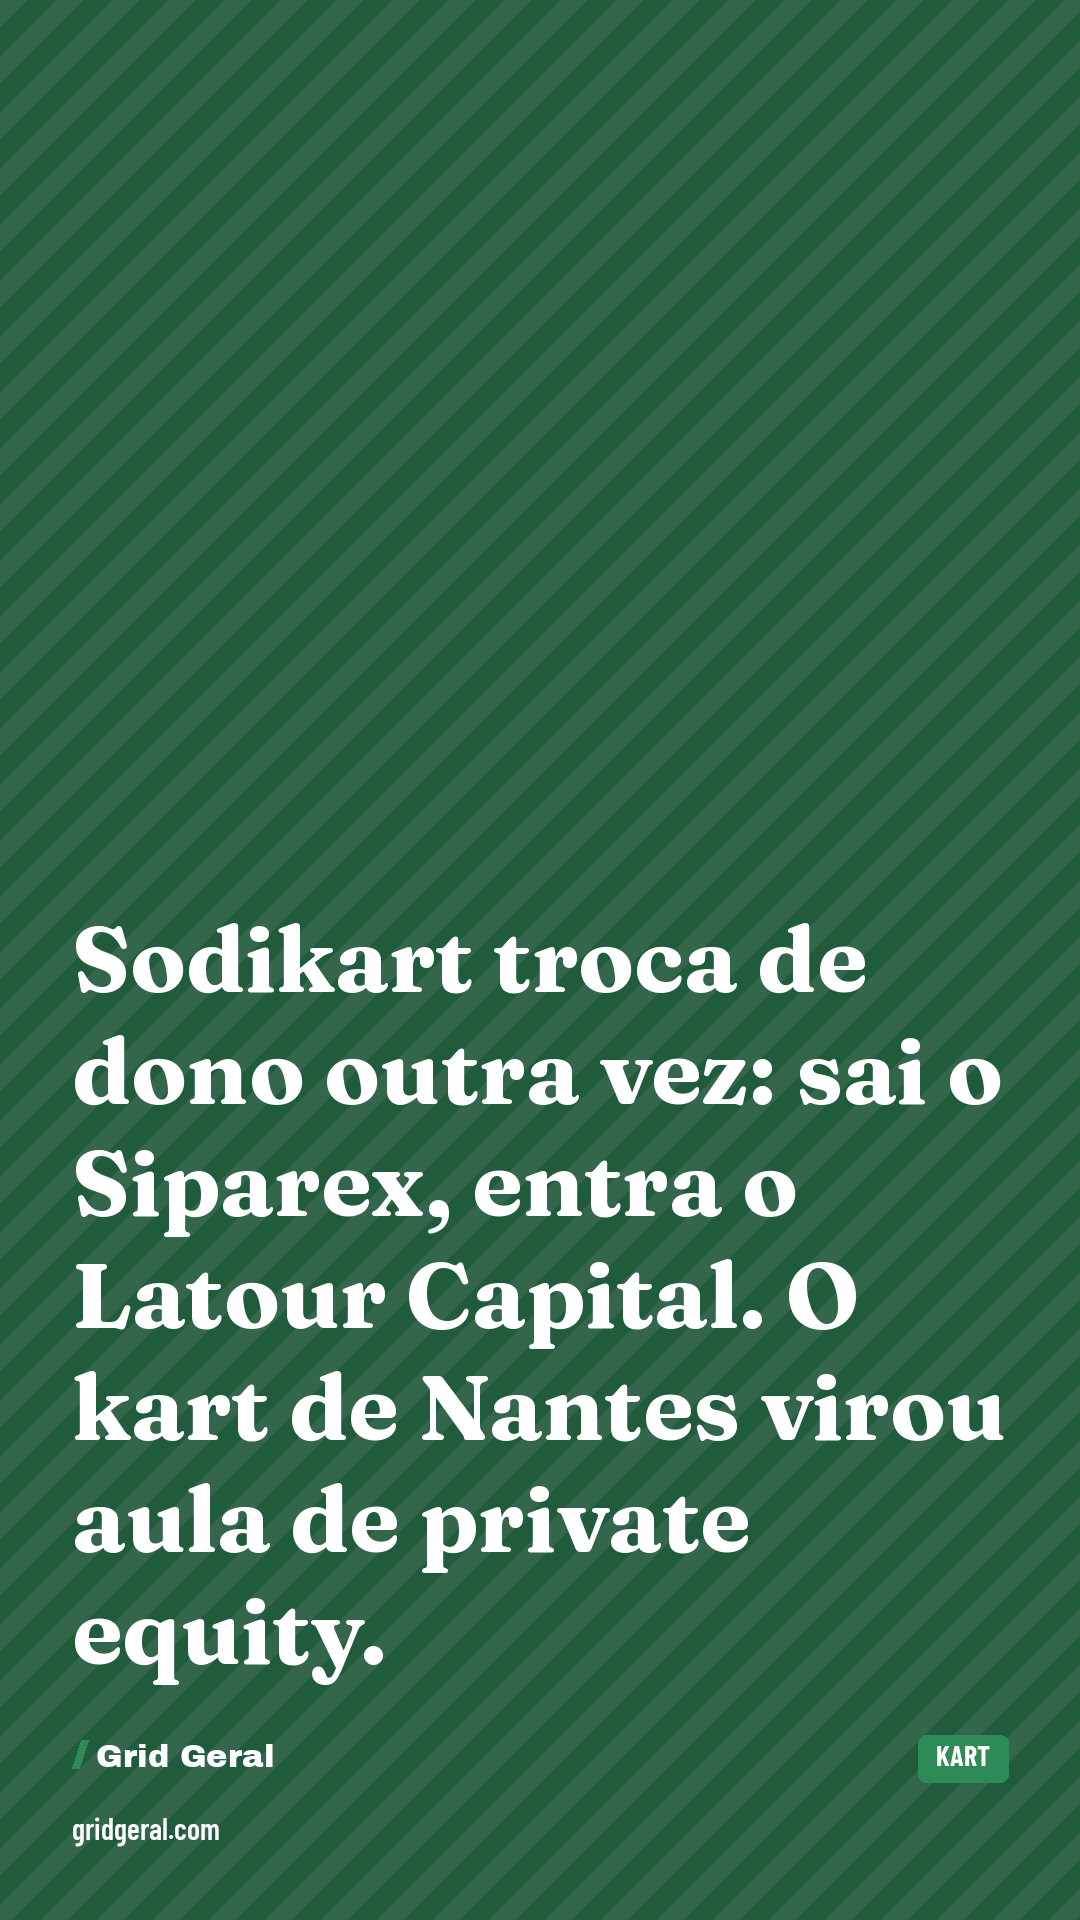 Sodikart troca de
dono outra vez: sai o
Siparex, entra o
Latour Capital. O
kart de Nantes virou
aula de private
equity.
/ Grid Geral
KART
gridgeral.com